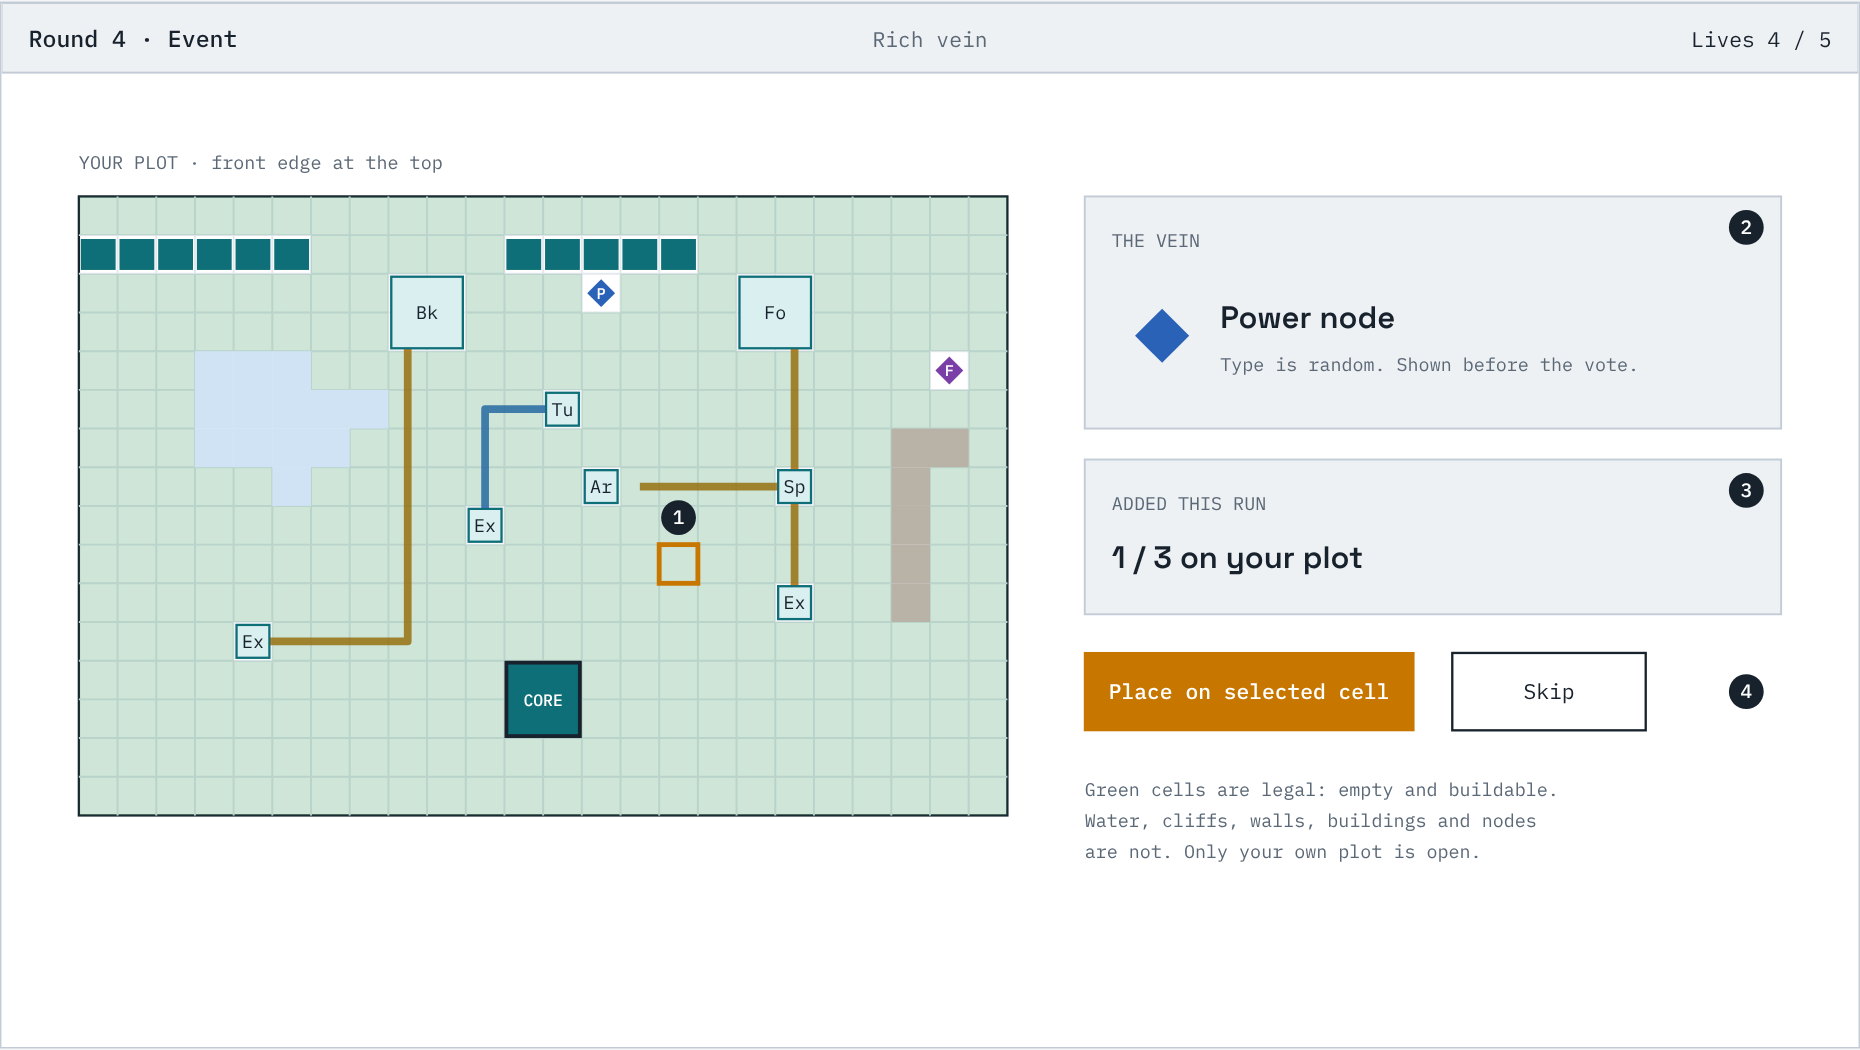 Round 4 · Event
Rich vein
Lives 4 / 5
YOUR PLOT · front edge at the top
P
Bk
Fo
F
Tu
Ar
Sp
1
Ex
Ex
Ex
CORE
2
THE VEIN
Power node
Type is random. Shown before the vote.
3
ADDED THIS RUN
1 / 3 on your plot
Place on selected cell
Skip
4
Green cells are legal: empty and buildable.
Water, cliffs, walls, buildings and nodes
are not. Only your own plot is open.